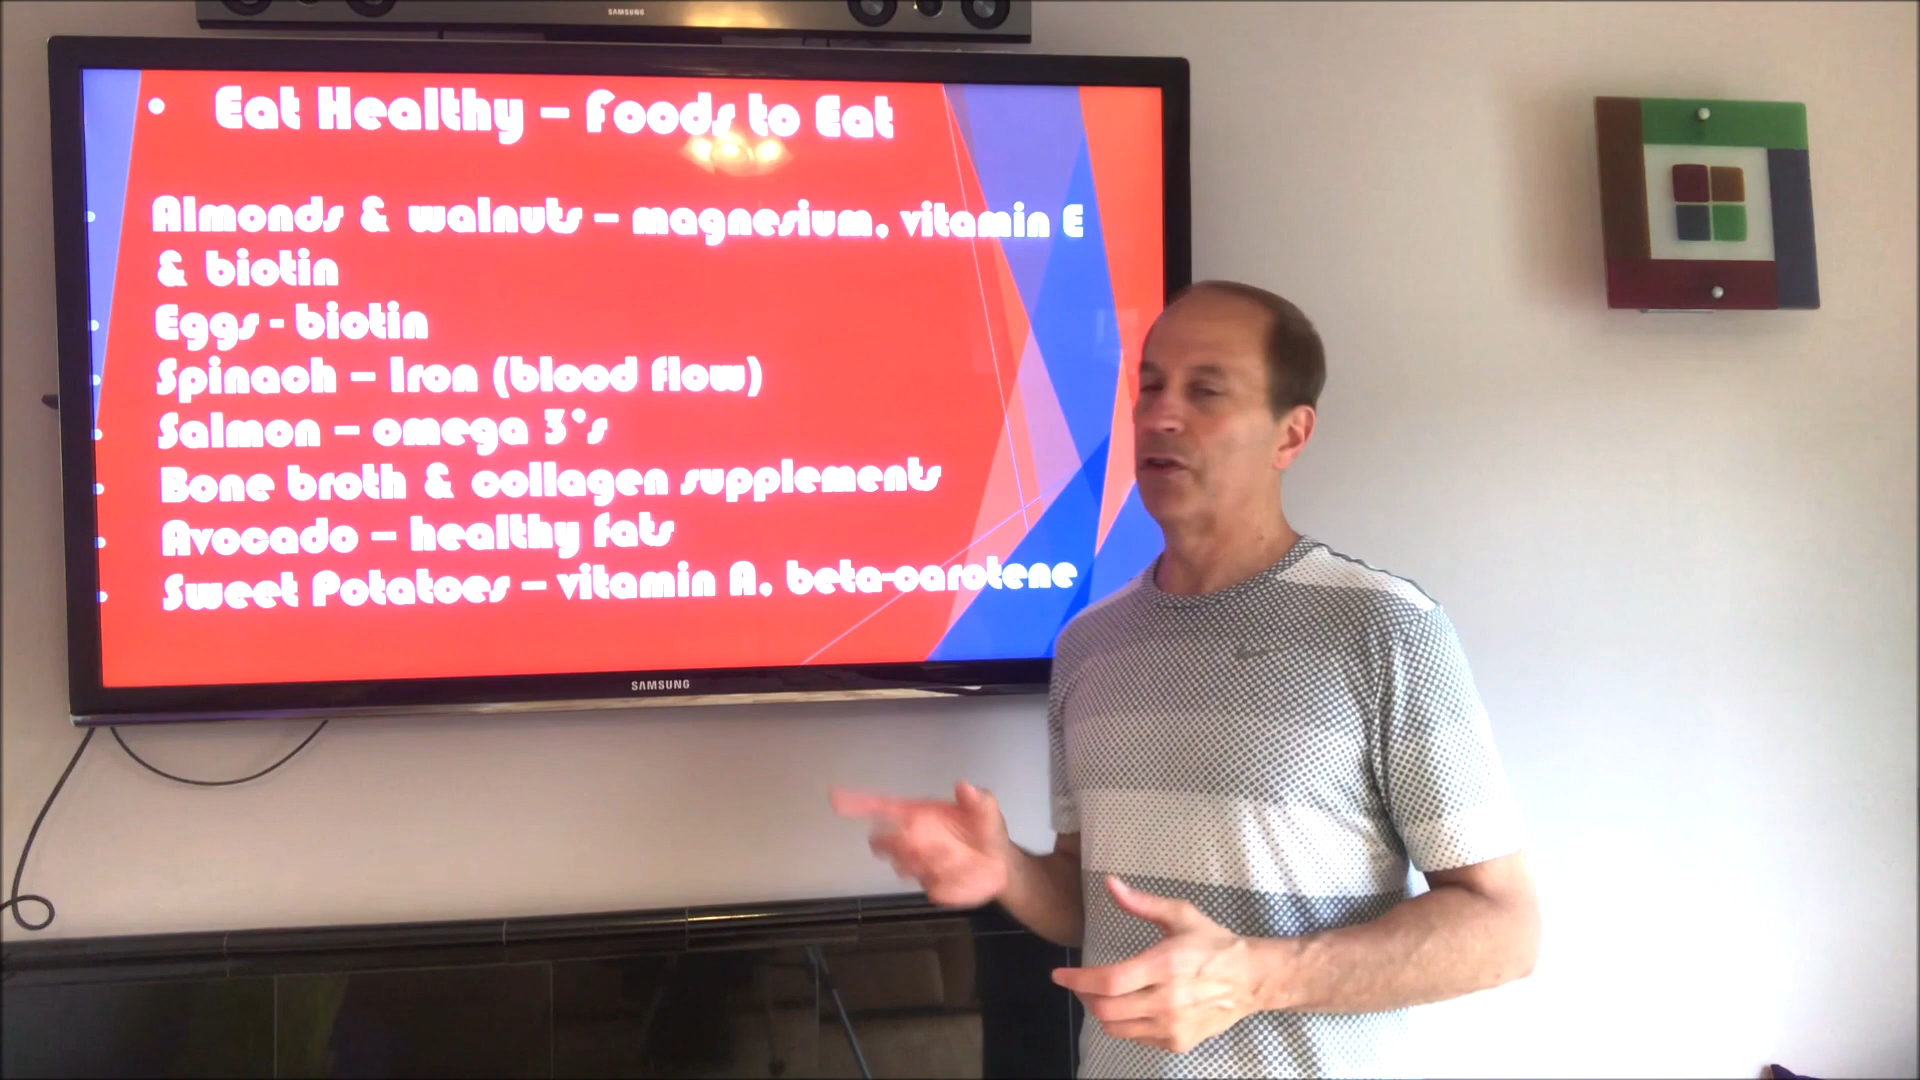 SAMSUNG
• Eat Healthy – Foods to Eat
• Almonds & walnuts – magnesium, vitamin E
& biotin
• Eggs - biotin
• Spinach – Iron (blood flow)
• Salmon – omega 3's
• Bone broth & collagen supplements
• Avocado – healthy fats
• Sweet Potatoes – vitamin A, beta-carotene
SAMSUNG